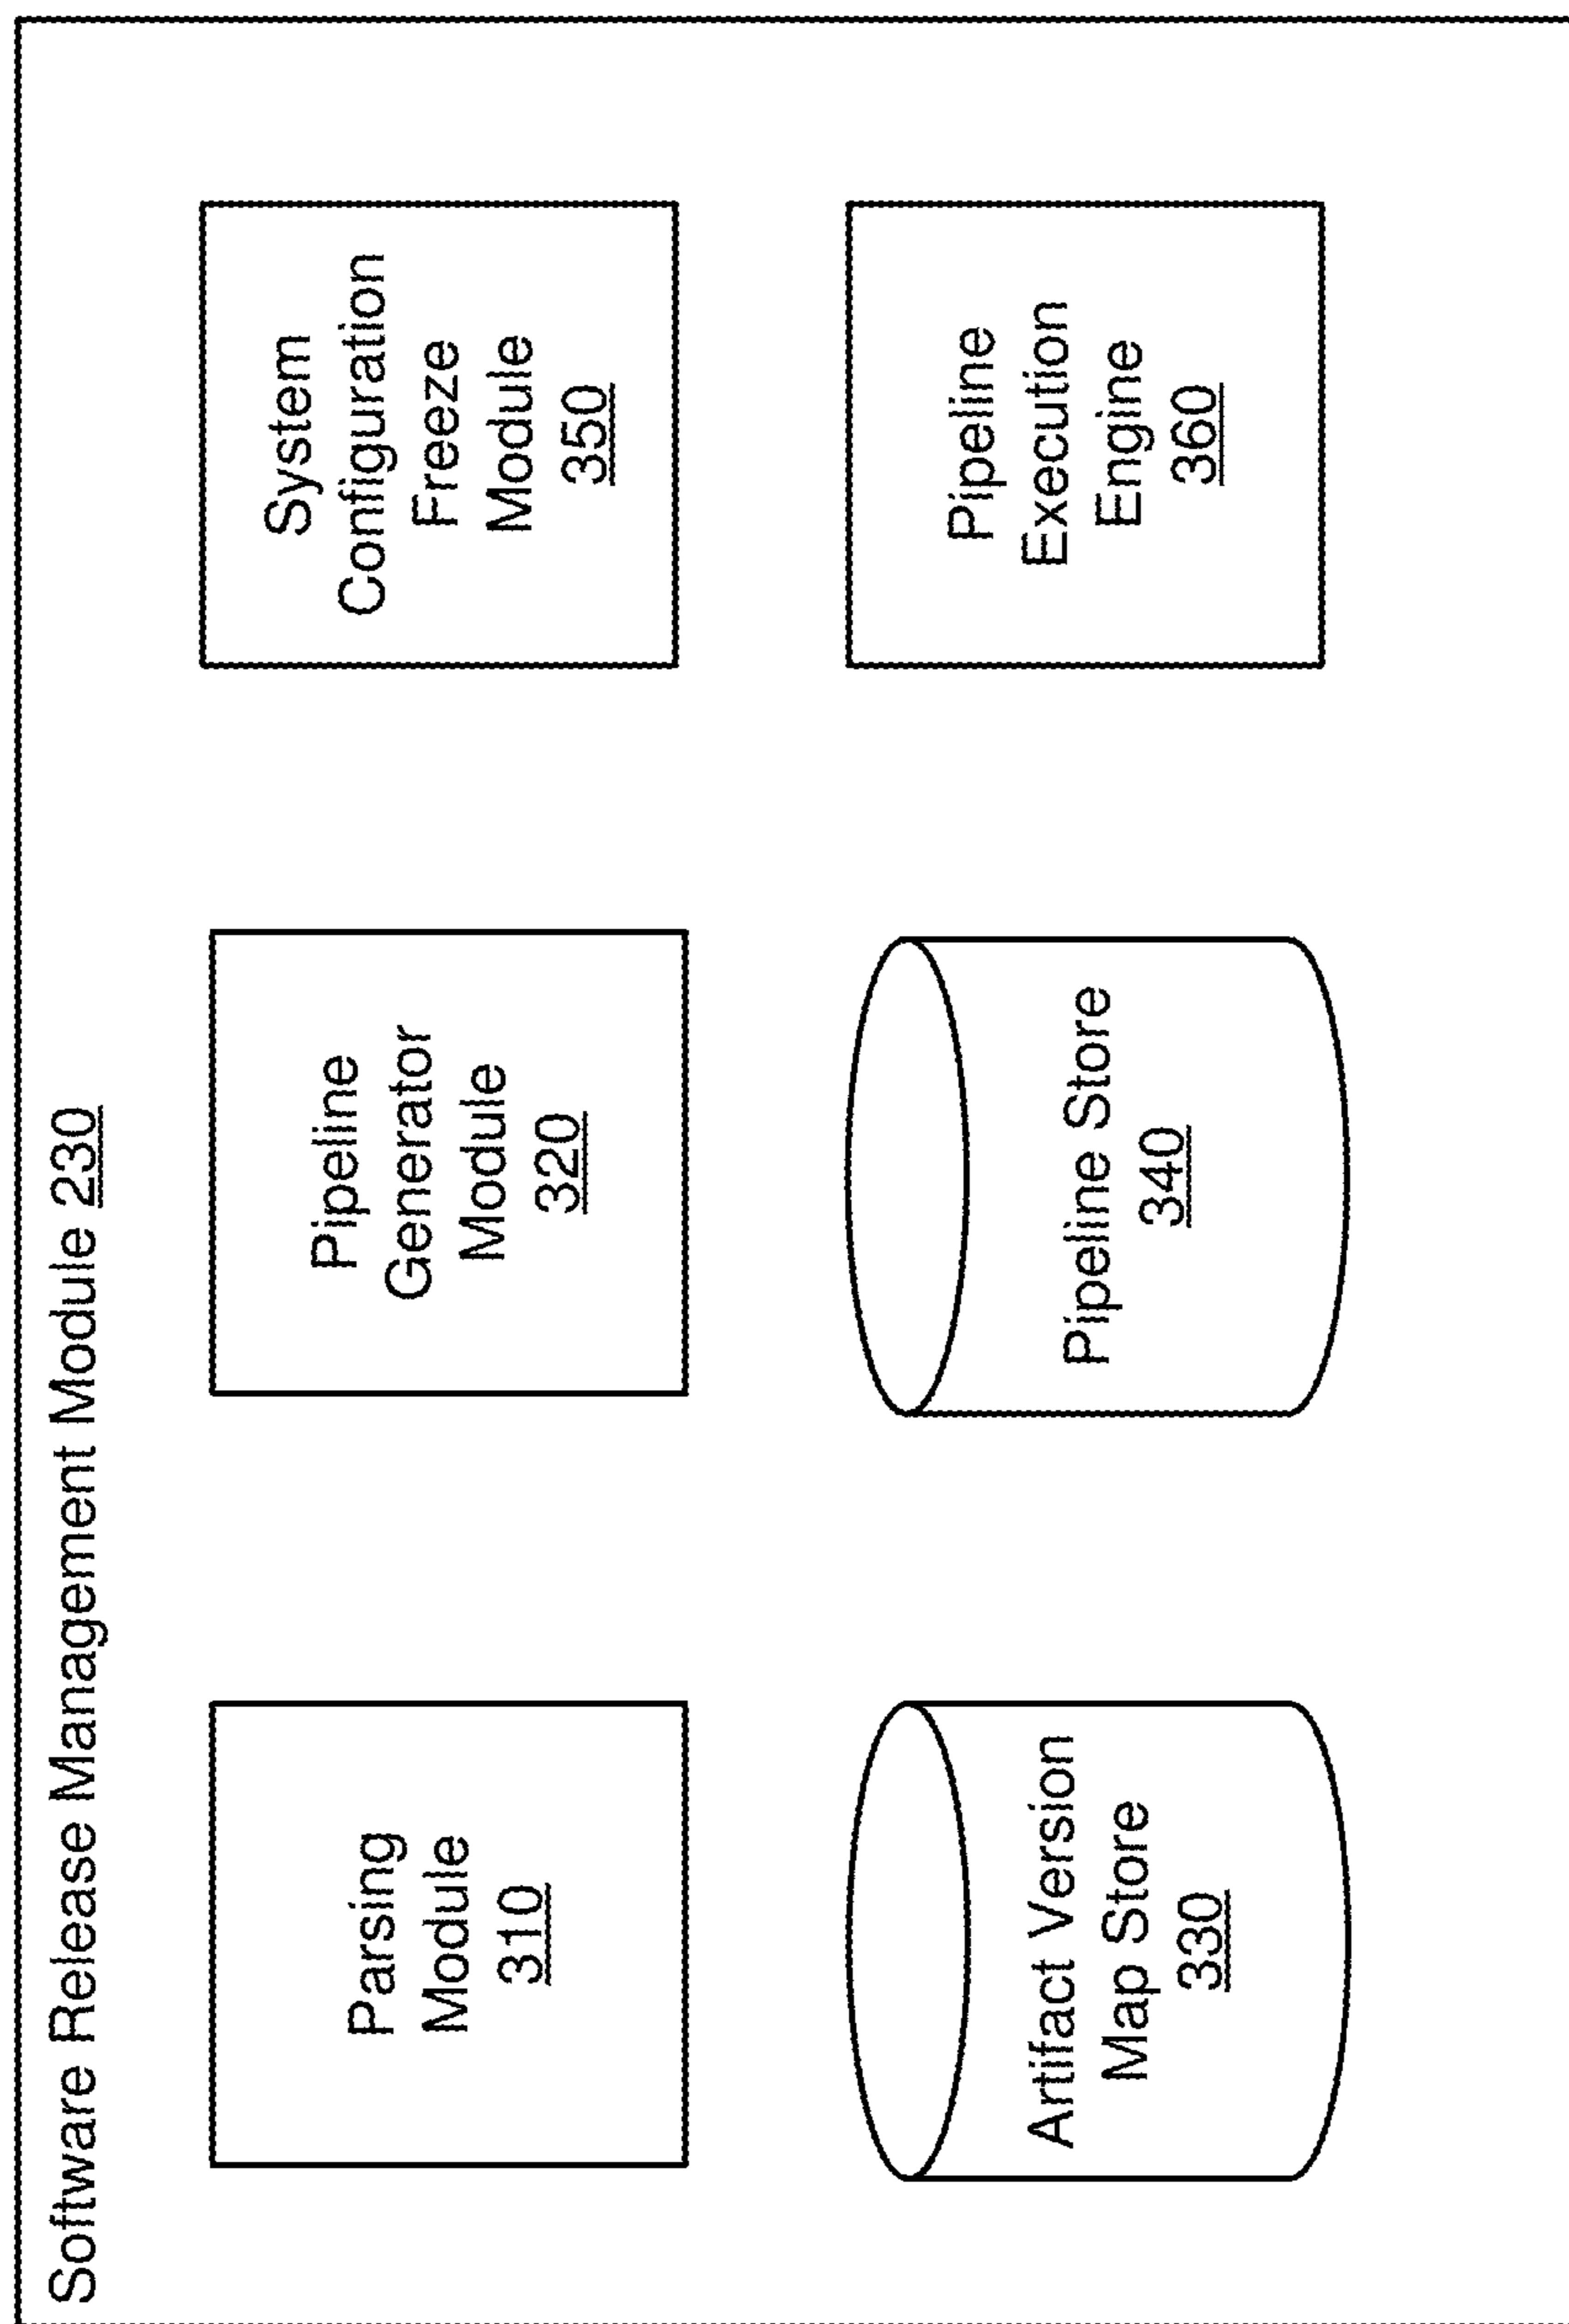 Software Release Management Module 230
Parsing
Module
310
Pipeline
Generator
Module
320
System
Configuration
Freeze
Module
350
Artifact Version
Map Store
330
Pipeline Store
340
Pipeline
Execution
Engine
360